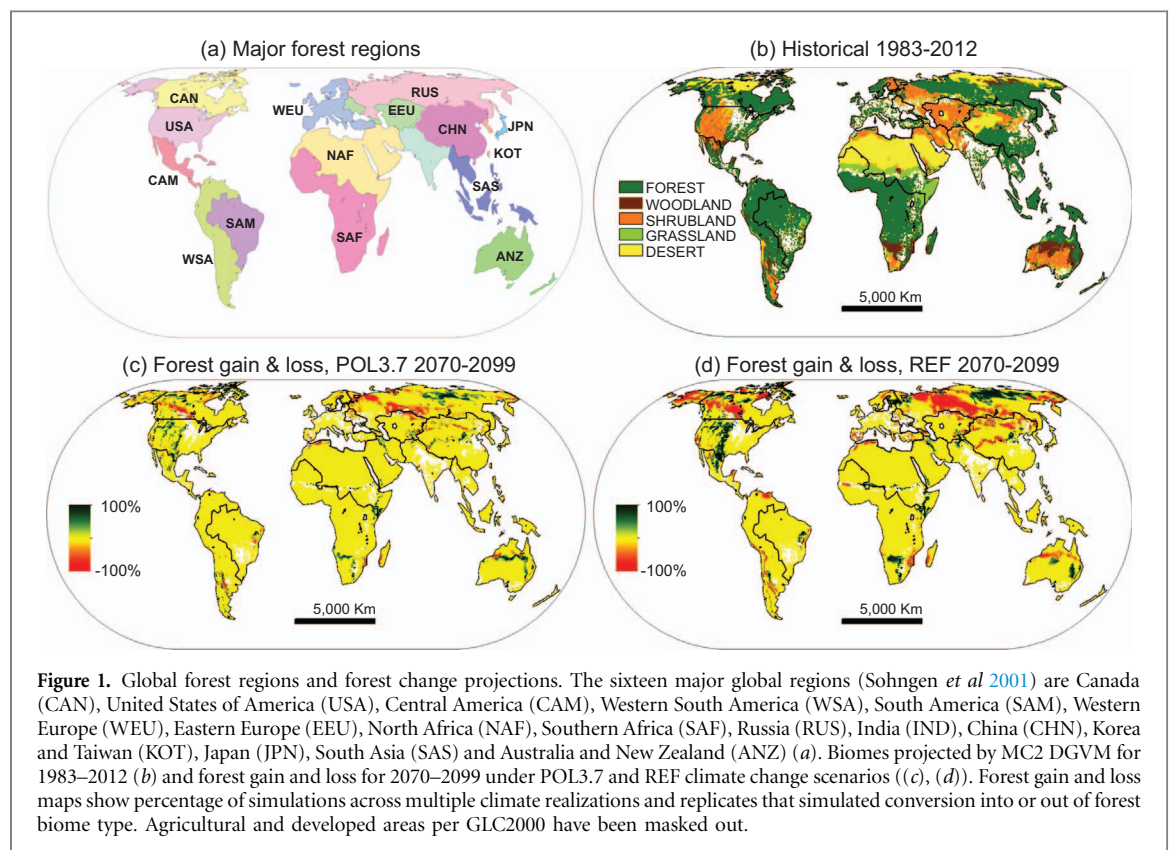 (a) Major forest regions
CAN
USA
CAM
WSA
SAM
WEU
EEU
RUS
NAF
SAF
CHN
JPN
KOT
SAS
ANZ
(b) Historical 1983-2012
FOREST
WOODLAND
SHRUBLAND
GRASSLAND
DESERT
5,000 Km
(c) Forest gain & loss, POL3.7 2070-2099
100%
-100%
5,000 Km
(d) Forest gain & loss, REF 2070-2099
100%
-100%
5,000 Km
Figure 1. Global forest regions and forest change projections. The sixteen major global regions (Sohngen et al 2001) are Canada
(CAN), United States of America (USA), Central America (CAM), Western South America (WSA), South America (SAM), Western
Europe (WEU), Eastern Europe (EEU), North Africa (NAF), Southern Africa (SAF), Russia (RUS), India (IND), China (CHN), Korea
and Taiwan (KOT), Japan (JPN), South Asia (SAS) and Australia and New Zealand (ANZ) (a). Biomes projected by MC2 DGVM for
1983–2012 (b) and forest gain and loss for 2070–2099 under POL3.7 and REF climate change scenarios ((c), (d)). Forest gain and loss
maps show percentage of simulations across multiple climate realizations and replicates that simulated conversion into or out of forest
biome type. Agricultural and developed areas per GLC2000 have been masked out.